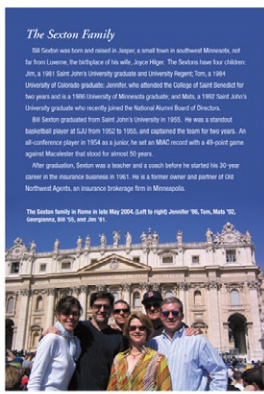 The Sexton Family
Bill Sexton was born and raised in Jasper, a small town in southwest Minnesota, not
far from Luverne, the birthplace of his wife, Joyce Hilger. The Sextons have four children:
Jim, a 1981 Saint John's University graduate and University Regent; Tom, a 1984
University of Colorado graduate; Jennifer, who attended the College of Saint Benedict for
two years and is a 1986 University of Minnesota graduate; and Mats, a 1992 Saint John's
University graduate who recently joined the National Alumni Board of Directors.
Bill Sexton graduated from Saint John's University in 1955. He was a standout
basketball player at SJU from 1952 to 1955, and captained the team for two years. An
all-conference player in 1954 as a junior, he set an MIAC record with a 49-point game
against Macalester that stood for almost 50 years.
After graduation, Sexton was a teacher and a coach before he started his 30-year
career in the insurance business in 1961. He is a former owner and partner of Old
Northwest Agents, an insurance brokerage firm in Minneapolis.
The Sexton family in Rome in late May 2004. (Left to right) Jennifer '86, Tom, Mats '92,
Georgianna, Bill '55, and Jim '81.